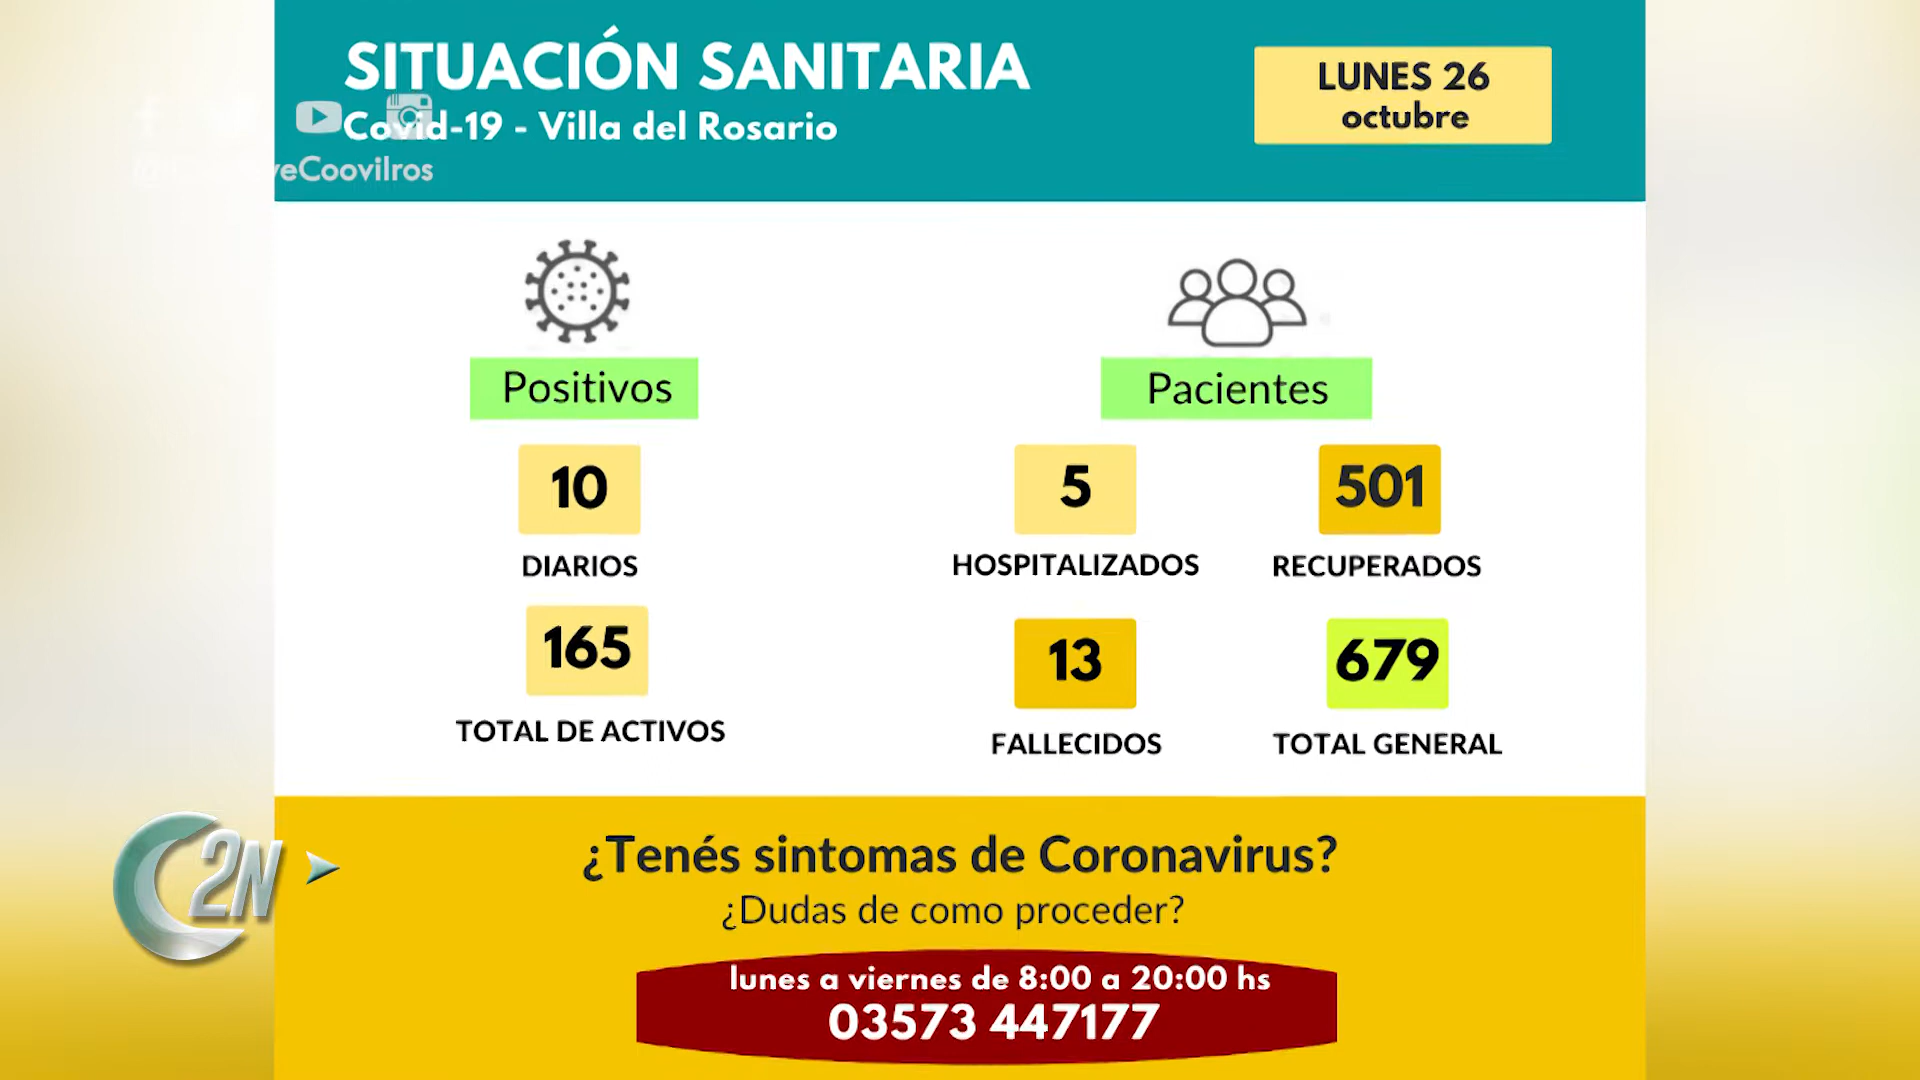 SITUACIÓN SANITARIA
Covid-19 - Villa del Rosario
LUNES 26
octubre
veCoovilros
Positivos
10
DIARIOS
165
TOTAL DE ACTIVOS
Pacientes
5
HOSPITALIZADOS
501
RECUPERADOS
13
FALLECIDOS
679
TOTAL GENERAL
¿Tenés sintomas de Coronavirus?
¿Dudas de como proceder?
lunes a viernes de 8:00 a 20:00 hs
03573 447177
C2N